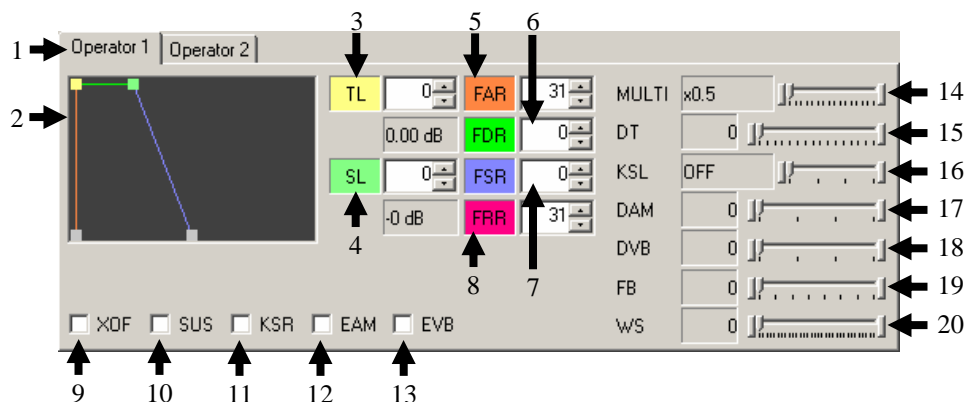 3 5 6
1 Operator 1 Operator 2
2 TL 0 FAR 31 MULTI x0.5 14
0.00 dB FDR 0 DT 0 15
SL 0 FSR 0 KSL OFF 16
-0 dB FRR 31 DAM 0 17
4 8 7 DVB 0 18
FB 0 19
XOF SUS KSR EAM EVB WS 0 20
9 10 11 12 13